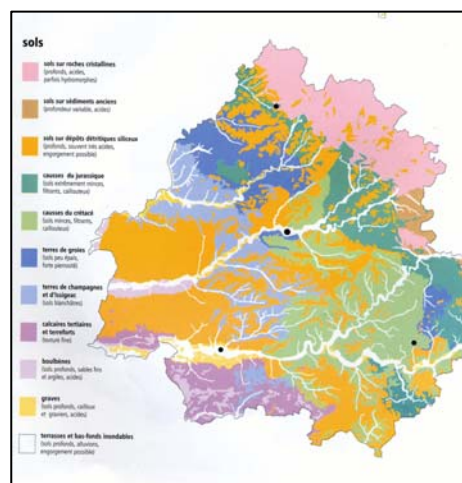 sols
sols sur roches cristallines
(profonds, acides,
parfois hydromorphes)
sols sur sédiments anciens
(profondeur variable, acides)
sols sur dépôts détritiques siliceux
(profonds, souvent très acides,
engorgement possible)
causses du jurassique
(sols extrêmement minces,
filtrants, caillouteux)
causses du crétacé
(sols minces, filtrants,
caillouteux)
terres de groies
(sols peu épais,
forte pierrosité)
terres de champagnes
et d'Issigeac
(sols blanchâtres)
calcaires tertiaires
et terreforts
(texture fine)
boulbènes
(sols profonds, sables fins
et argiles, acides)
graves
(sols profonds, cailloux
et graviers, acides)
terrasses et bas-fonds inondables
(sols profonds, alluvions,
engorgement possible)